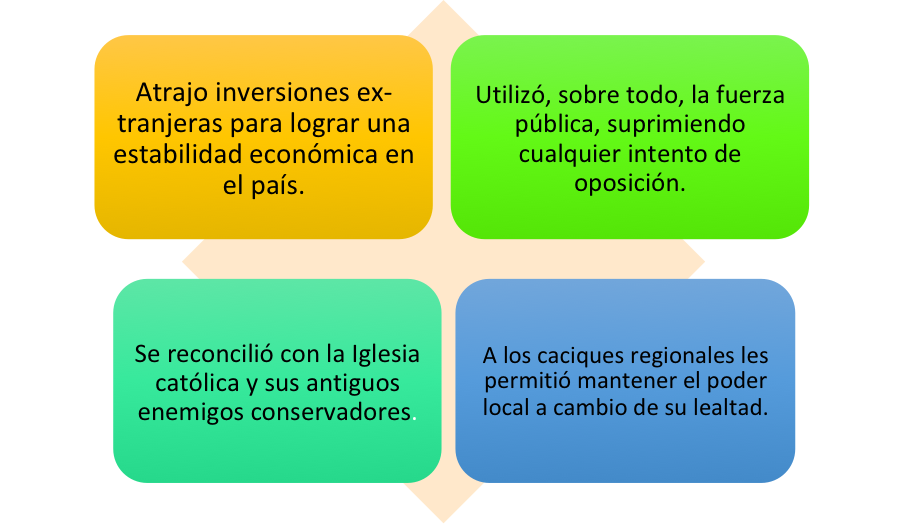 Atrajo inversiones ex-
tranjeras para lograr una
estabilidad económica en
el país.
Utilizó, sobre todo, la fuerza
pública, suprimiendo
cualquier intento de
oposición.
Se reconcilió con la Iglesia
católica y sus antiguos
enemigos conservadores.
A los caciques regionales les
permitió mantener el poder
local a cambio de su lealtad.